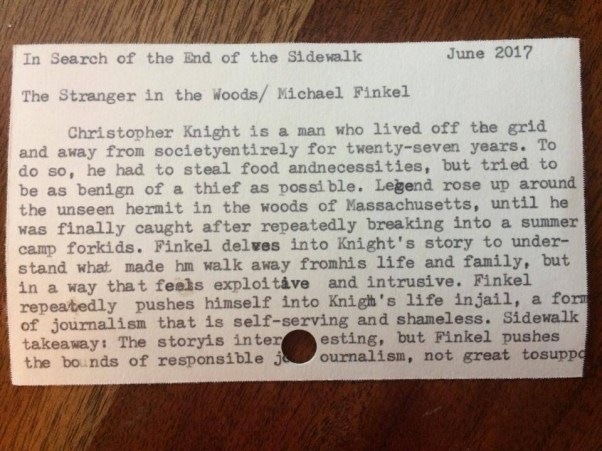 In Search of the End of the Sidewalk June 2017
The Stranger in the Woods/ Michael Finkel
Christopher Knight is a man who lived off the grid
and away from societyentirely for twenty-seven years. To
do so, he had to steal food andnecessities, but tried to
be as benign of a thief as possible. Legend rose up around
the unseen hermit in the woods of Massachusetts, until he
was finally caught after repeatedly breaking into a summer
camp forkids. Finkel delves into Knight's story to under-
stand what made hm walk away fromhis life and family, but
in a way that feels exploitive and intrusive. Finkel
repeatedly pushes himself into Knigh's life injail, a form
of journalism that is self-serving and shameless. Sidewalk
takeaway: The storyis inter esting, but Finkel pushes
the bounds of responsible jo ournalism, not great tosuppo